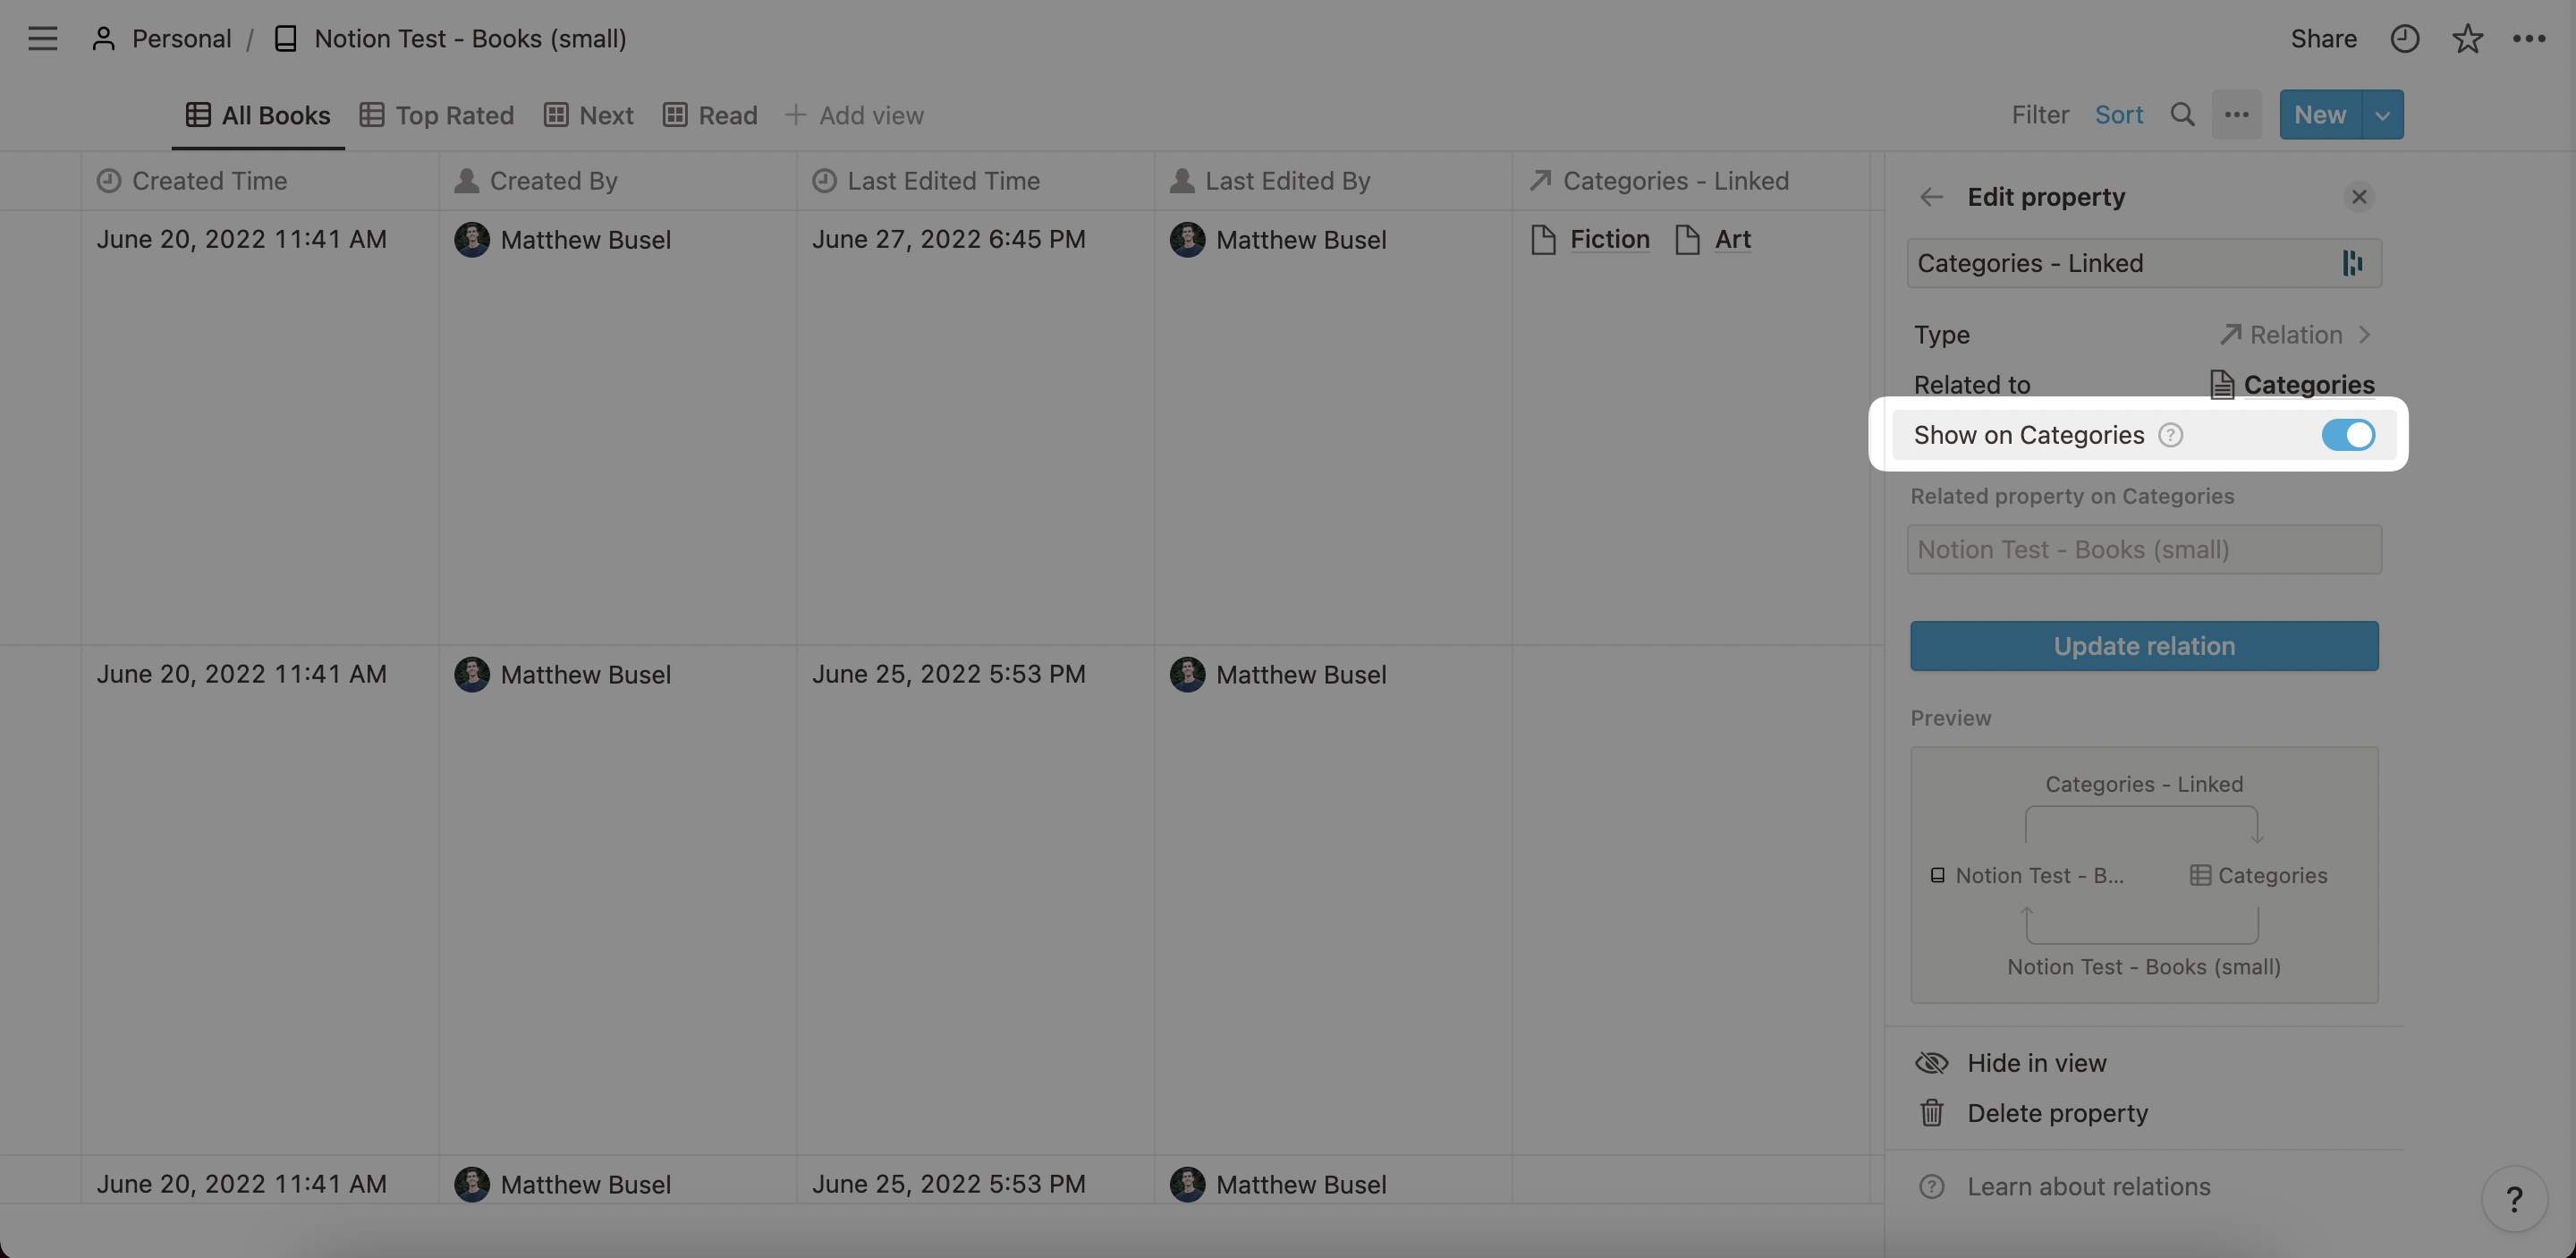 Personal / Notion Test - Books (small)
Share
All Books Top Rated Next Read + Add view
Filter Sort New
Created Time Created By Last Edited Time Last Edited By Categories - Linked
June 20, 2022 11:41 AM Matthew Busel June 27, 2022 6:45 PM Matthew Busel Fiction Art
June 20, 2022 11:41 AM Matthew Busel June 25, 2022 5:53 PM Matthew Busel
June 20, 2022 11:41 AM Matthew Busel June 25, 2022 5:53 PM Matthew Busel
Edit property
Categories - Linked
Type Relation
Related to Categories
Show on Categories ?
Related property on Categories
Notion Test - Books (small)
Update relation
Preview
Categories - Linked
Notion Test - B... Categories
Notion Test - Books (small)
Hide in view
Delete property
? Learn about relations
?